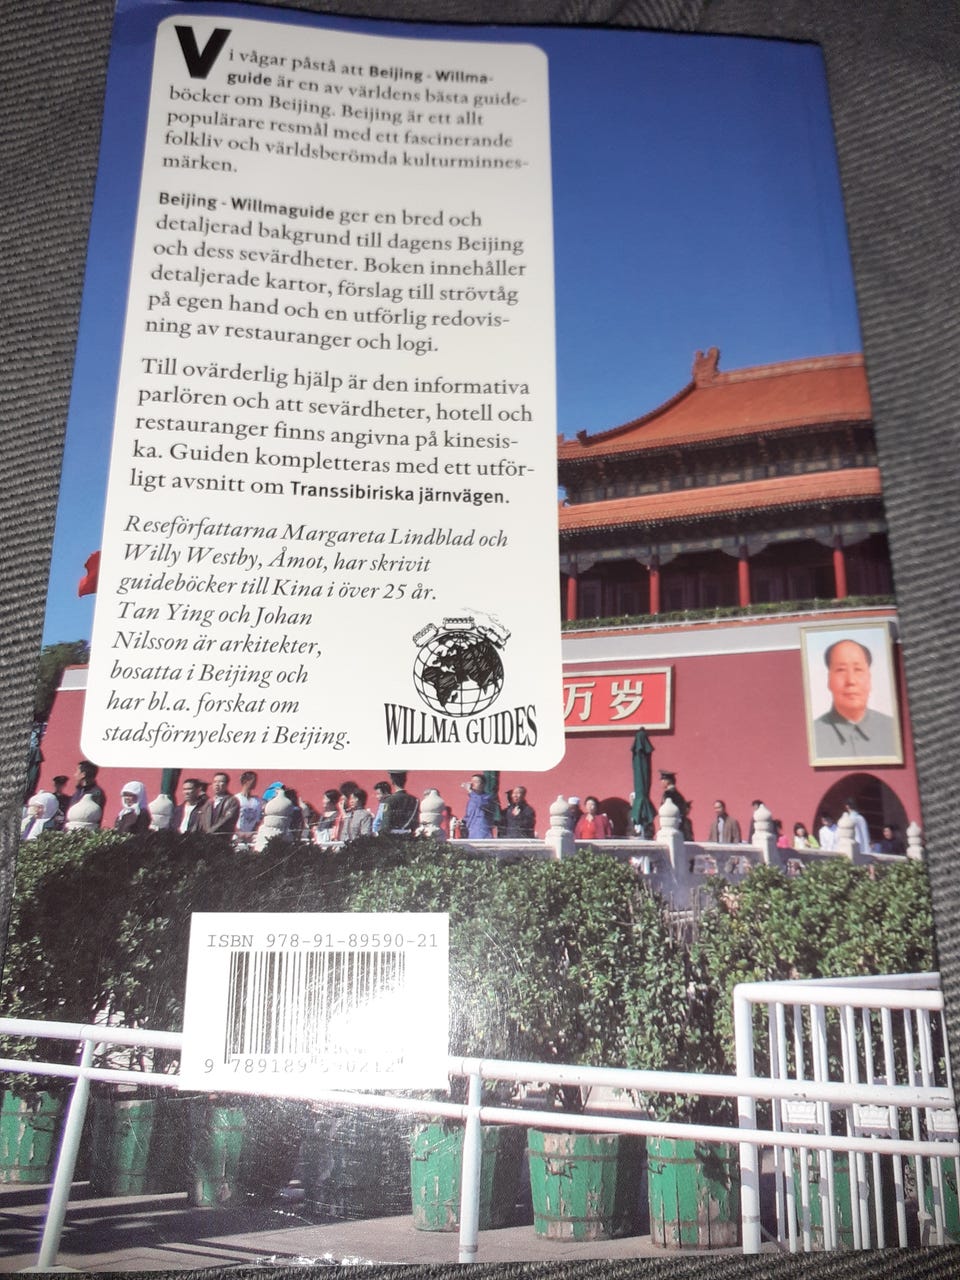 Vi vågar påstå att Beijing - Willma-
guide är en av världens bästa guide-
böcker om Beijing. Beijing är ett allt
populärare resmål med ett fascinerande
folkliv och världsberömda kulturminnes-
märken.
Beijing - Willmaguide ger en bred och
detaljerad bakgrund till dagens Beijing
och dess sevärdheter. Boken innehåller
detaljerade kartor, förslag till strövtåg
på egen hand och en utförlig redovis-
ning av restauranger och logi.
Till ovärderlig hjälp är den informativa
parlören och att sevärdheter, hotell och
restauranger finns angivna på kinesis-
ka. Guiden kompletteras med ett utför-
ligt avsnitt om Transsibiriska järnvägen.
Reseförfattarna Margareta Lindblad och
Willy Westby, Åmot, har skrivit
guideböcker till Kina i över 25 år.
Tan Ying och Johan
Nilsson är arkitekter,
bosatta i Beijing och
har bl.a. forskat om
stadsförnyelsen i Beijing.
WILLMA GUIDES
万岁
ISBN 978-91-89590-21
9 789189